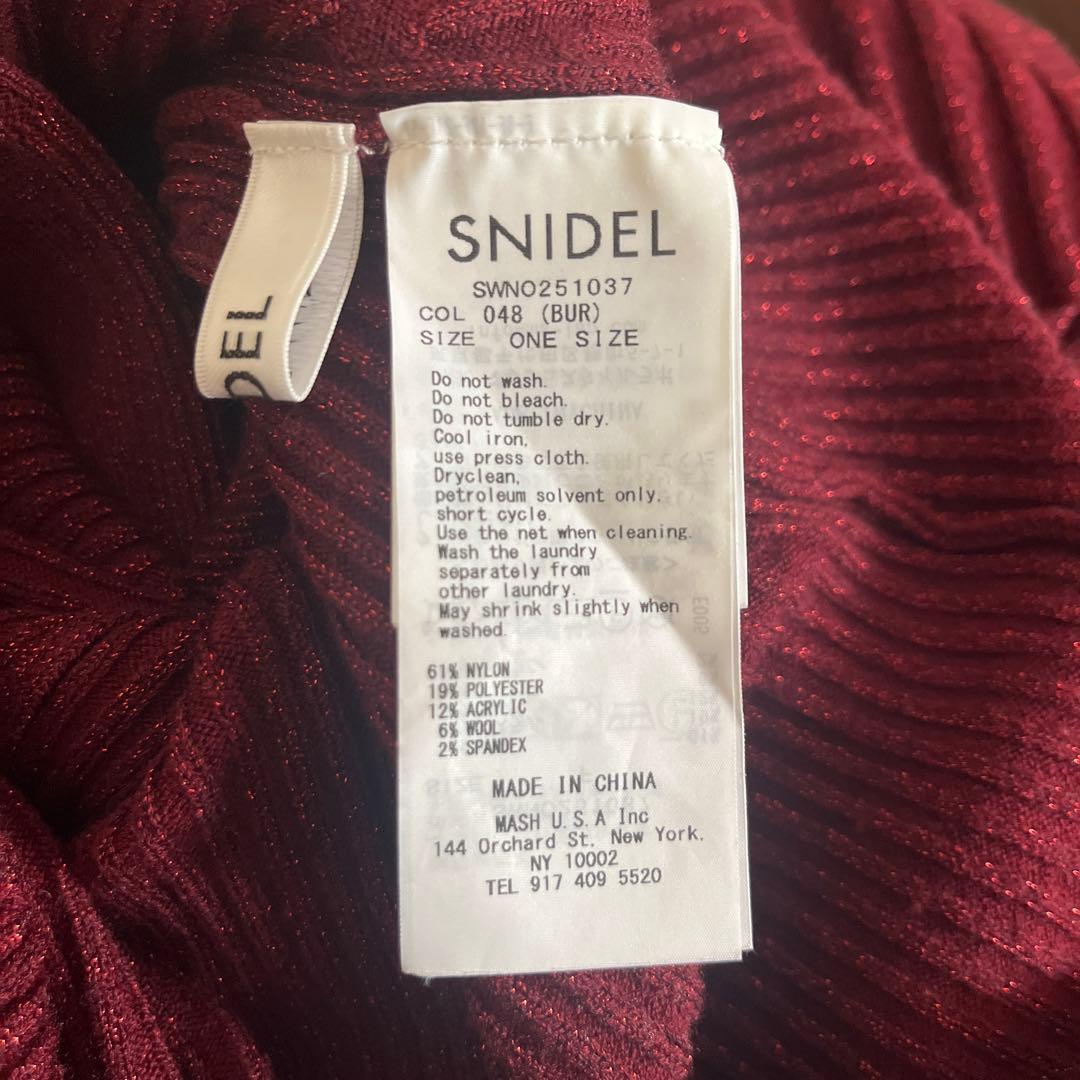 SNIDEL
SWNO251037
COL 048 (BUR)
SIZE ONE SIZE
Do not wash.
Do not bleach.
Do not tumble dry.
Cool iron,
use press cloth.
Dryclean,
petroleum solvent only,
short cycle.
Use the net when cleaning.
Wash the laundry
separately from
other laundry.
May shrink slightly when
washed.
61% NYLON
19% POLYESTER
12% ACRYLIC
6% WOOL
2% SPANDEX
MADE IN CHINA
MASH U.S.A Inc
144 Orchard St. New York.
NY 10002
TEL 917 409 5520
DEL